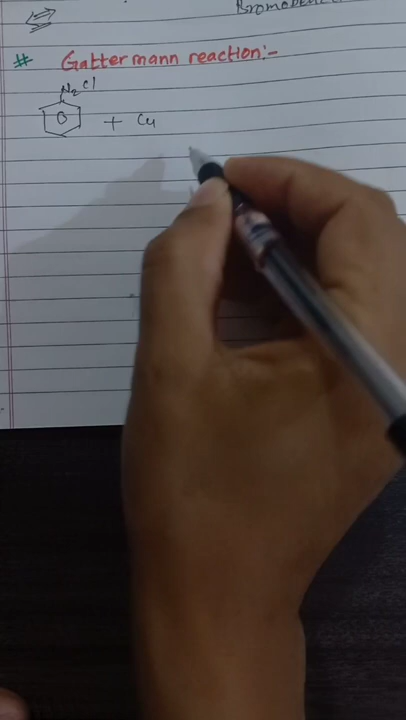 # Gattermann reaction:-
N2Cl
+ Cu